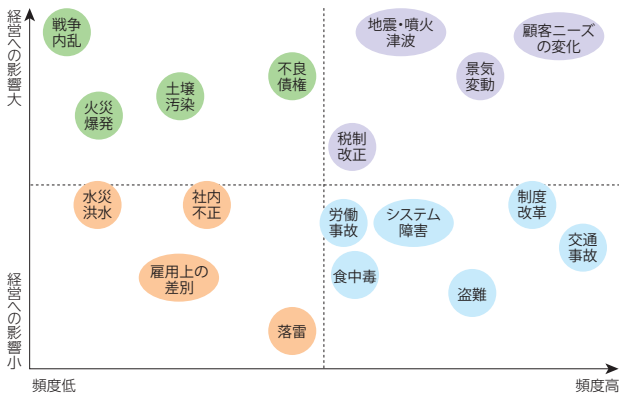 経営への影響大
戦争
内乱
火災
爆発
土壌
汚染
不良
債権
地震・噴火
津波
顧客ニーズ
の変化
景気
変動
税制
改正
水災
洪水
社内
不正
雇用上の
差別
落雷
労働
事故
システム
障害
制度
改革
交通
事故
食中毒
盗難
経営への影響小
頻度低
頻度高